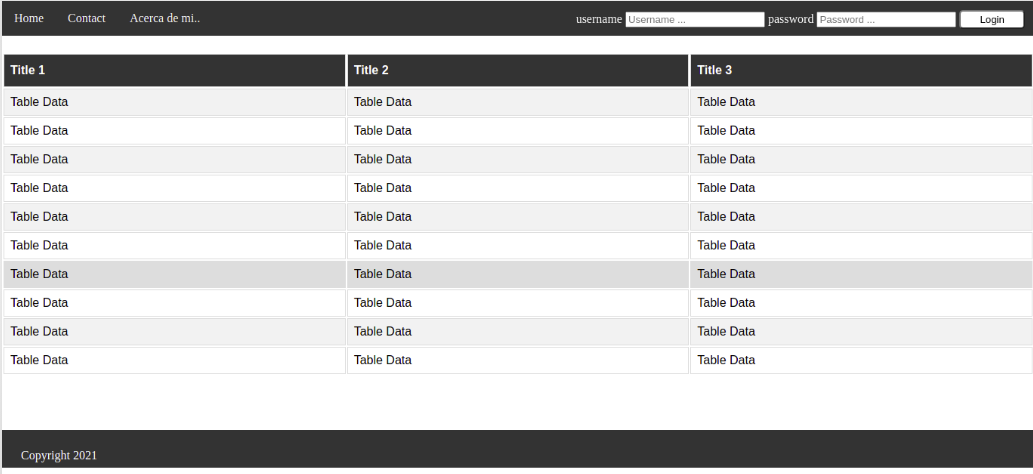 Home Contact Acerca de mi.. username Username ... password Password ... Login
Title 1 Title 2 Title 3
Table Data Table Data Table Data
Table Data Table Data Table Data
Table Data Table Data Table Data
Table Data Table Data Table Data
Table Data Table Data Table Data
Table Data Table Data Table Data
Table Data Table Data Table Data
Table Data Table Data Table Data
Table Data Table Data Table Data
Table Data Table Data Table Data
Copyright 2021